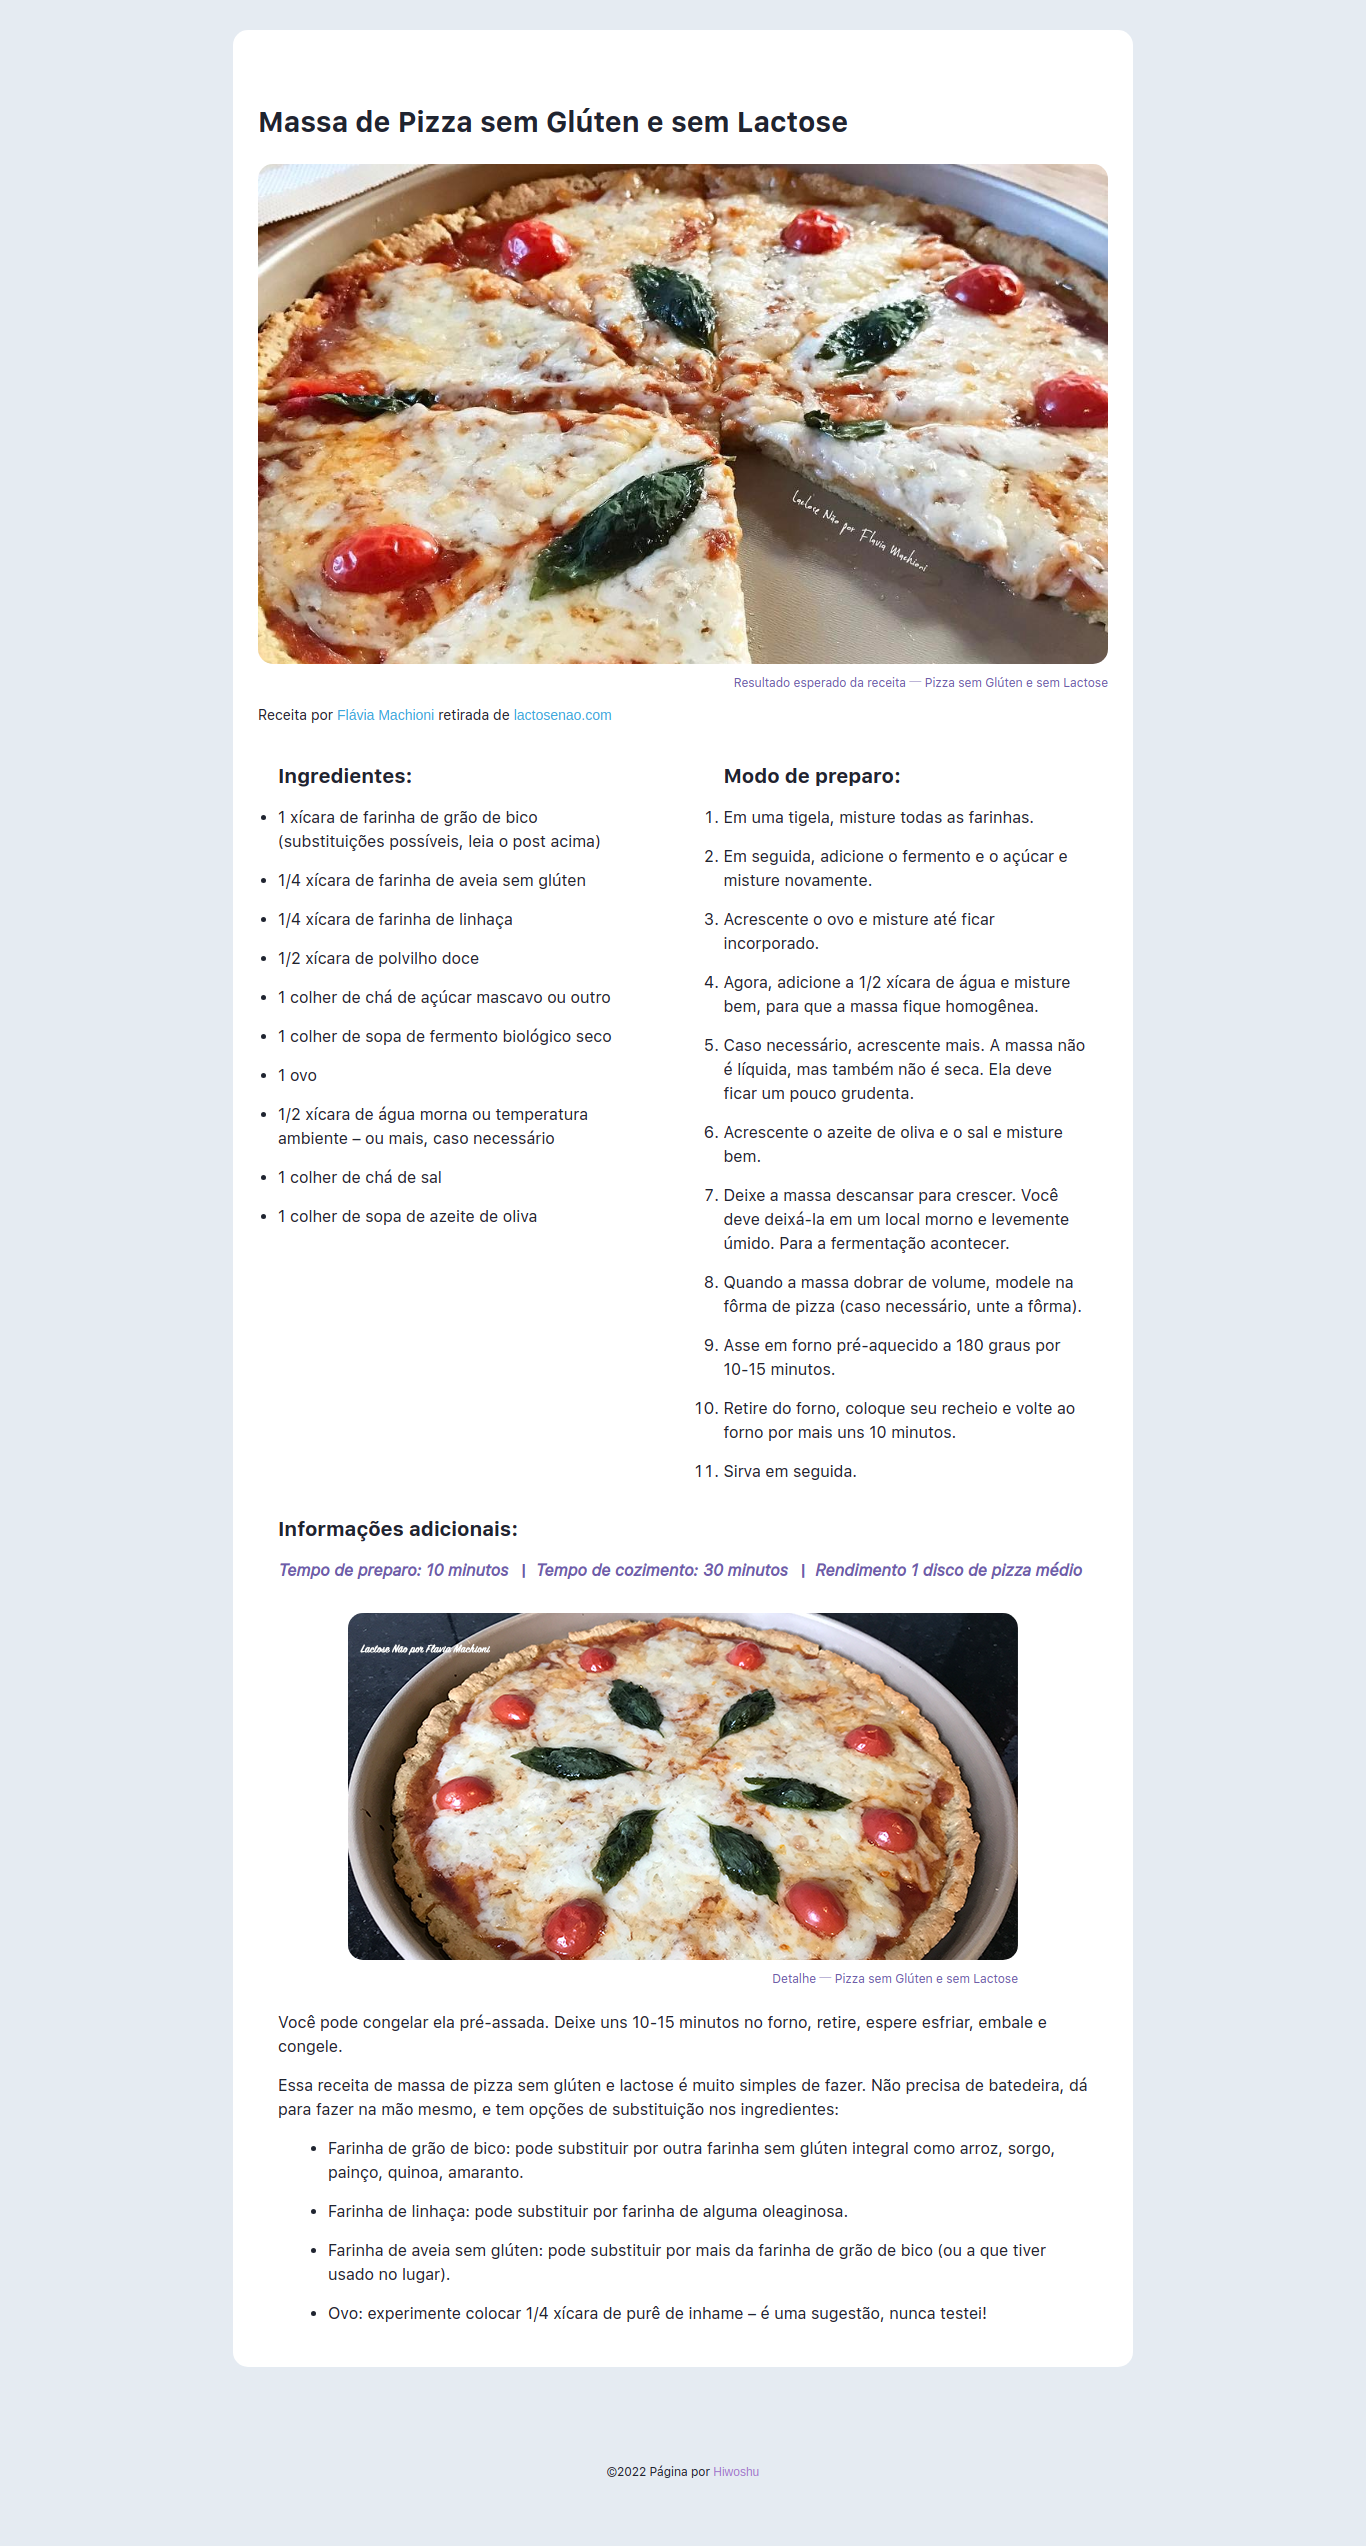 Massa de Pizza sem Glúten e sem Lactose
Lactose Não por Flavia Machioni
Resultado esperado da receita — Pizza sem Glúten e sem Lactose
Receita por Flávia Machioni retirada de lactosenao.com
Ingredientes:
• 1 xícara de farinha de grão de bico
(substituições possíveis, leia o post acima)
• 1/4 xícara de farinha de aveia sem glúten
• 1/4 xícara de farinha de linhaça
• 1/2 xícara de polvilho doce
• 1 colher de chá de açúcar mascavo ou outro
• 1 colher de sopa de fermento biológico seco
• 1 ovo
• 1/2 xícara de água morna ou temperatura
ambiente – ou mais, caso necessário
• 1 colher de chá de sal
• 1 colher de sopa de azeite de oliva
Modo de preparo:
1. Em uma tigela, misture todas as farinhas.
2. Em seguida, adicione o fermento e o açúcar e
misture novamente.
3. Acrescente o ovo e misture até ficar
incorporado.
4. Agora, adicione a 1/2 xícara de água e misture
bem, para que a massa fique homogênea.
5. Caso necessário, acrescente mais. A massa não
é líquida, mas também não é seca. Ela deve
ficar um pouco grudenta.
6. Acrescente o azeite de oliva e o sal e misture
bem.
7. Deixe a massa descansar para crescer. Você
deve deixá-la em um local morno e levemente
úmido. Para a fermentação acontecer.
8. Quando a massa dobrar de volume, modele na
fôrma de pizza (caso necessário, unte a fôrma).
9. Asse em forno pré-aquecido a 180 graus por
10-15 minutos.
10. Retire do forno, coloque seu recheio e volte ao
forno por mais uns 10 minutos.
11. Sirva em seguida.
Informações adicionais:
Tempo de preparo: 10 minutos | Tempo de cozimento: 30 minutos | Rendimento 1 disco de pizza médio
Lactose Não por Flavia Machioni
Detalhe — Pizza sem Glúten e sem Lactose
Você pode congelar ela pré-assada. Deixe uns 10-15 minutos no forno, retire, espere esfriar, embale e
congele.
Essa receita de massa de pizza sem glúten e lactose é muito simples de fazer. Não precisa de batedeira, dá
para fazer na mão mesmo, e tem opções de substituição nos ingredientes:
• Farinha de grão de bico: pode substituir por outra farinha sem glúten integral como arroz, sorgo,
painço, quinoa, amaranto.
• Farinha de linhaça: pode substituir por farinha de alguma oleaginosa.
• Farinha de aveia sem glúten: pode substituir por mais da farinha de grão de bico (ou a que tiver
usado no lugar).
• Ovo: experimente colocar 1/4 xícara de purê de inhame – é uma sugestão, nunca testei!
©2022 Página por Hiwoshu